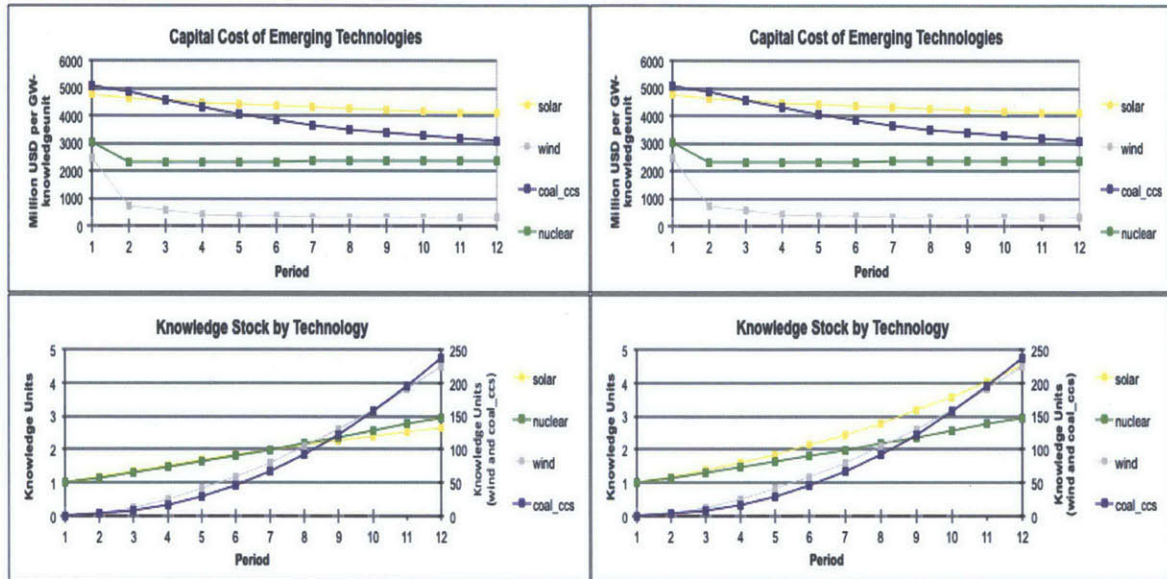 Capital Cost of Emerging Technologies
Million USD per GW-
knowledgeunit
6000
5000
4000
3000
2000
1000
0
1 2 3 4 5 6 7 8 9 10 11 12
Period
solar
wind
coal_ccs
nuclear
Capital Cost of Emerging Technologies
Million USD per GW-
knowledgeunit
6000
5000
4000
3000
2000
1000
0
1 2 3 4 5 6 7 8 9 10 11 12
Period
solar
wind
coal_ccs
nuclear
Knowledge Stock by Technology
Knowledge Units
5
4
3
2
1
0
1 2 3 4 5 6 7 8 9 10 11 12
Period
250
200
150
100
50
0
Knowledge Units
(wind and coal_ccs)
solar
nuclear
wind
coal_ccs
Knowledge Stock by Technology
Knowledge Units
5
4
3
2
1
0
1 2 3 4 5 6 7 8 9 10 11 12
Period
250
200
150
100
50
0
Knowledge Units
(wind and coal_ccs)
solar
nuclear
wind
coal_ccs